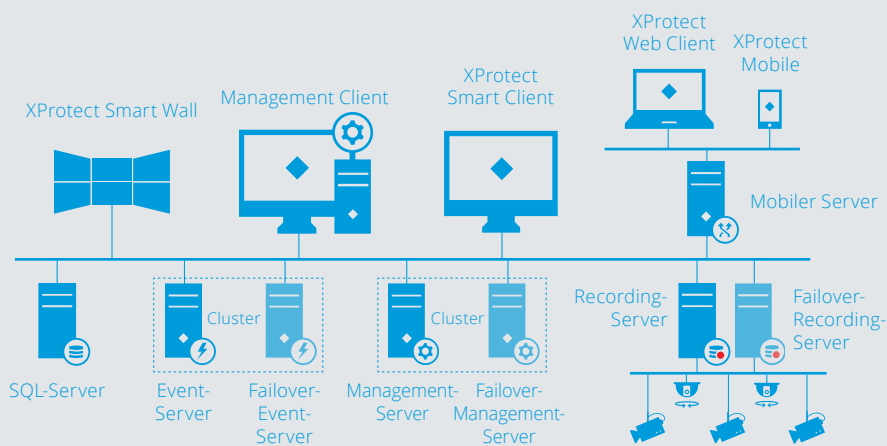 XProtect
Web Client
XProtect
Mobile
XProtect
Smart Client
Management Client
XProtect Smart Wall
Mobiler Server
Cluster
Cluster
Recording-
Server
Failover-
Recording-
Server
SQL-Server
Event-
Server
Failover-
Event-
Server
Management-
Server
Failover-
Management-
Server